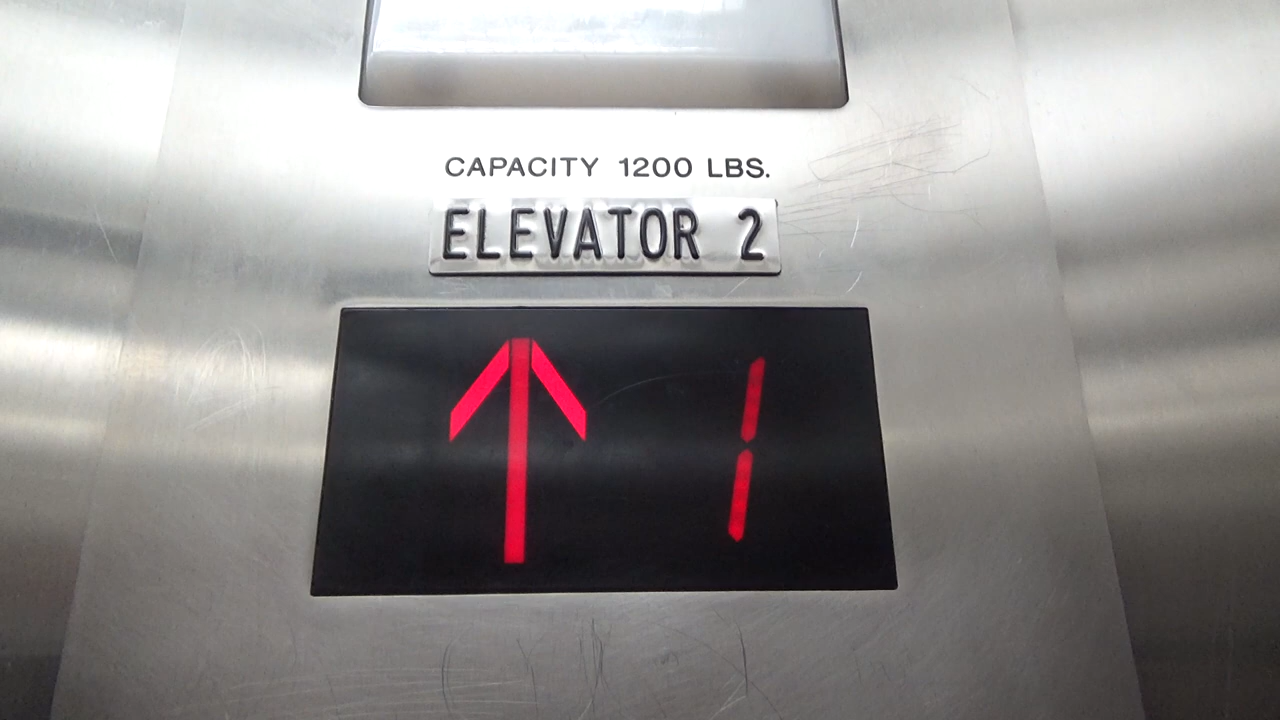 CAPACITY 1200 LBS.
ELEVATOR 2
↑ 1